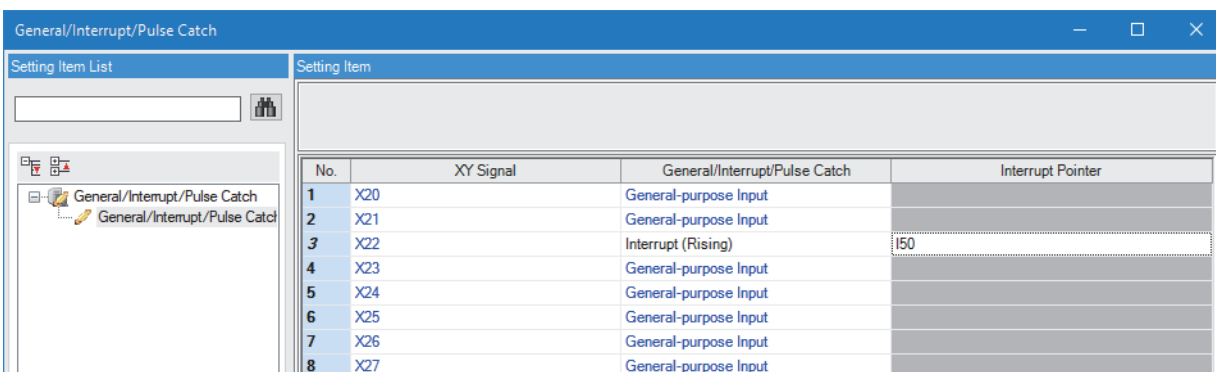 General/Interrupt/Pulse Catch
Setting Item List
Setting Item
General/Interrupt/Pulse Catch
General/Interrupt/Pulse Catch
No. XY Signal General/Interrupt/Pulse Catch Interrupt Pointer
1 X20 General-purpose Input
2 X21 General-purpose Input
3 X22 Interrupt (Rising) I50
4 X23 General-purpose Input
5 X24 General-purpose Input
6 X25 General-purpose Input
7 X26 General-purpose Input
8 X27 General-purpose Input